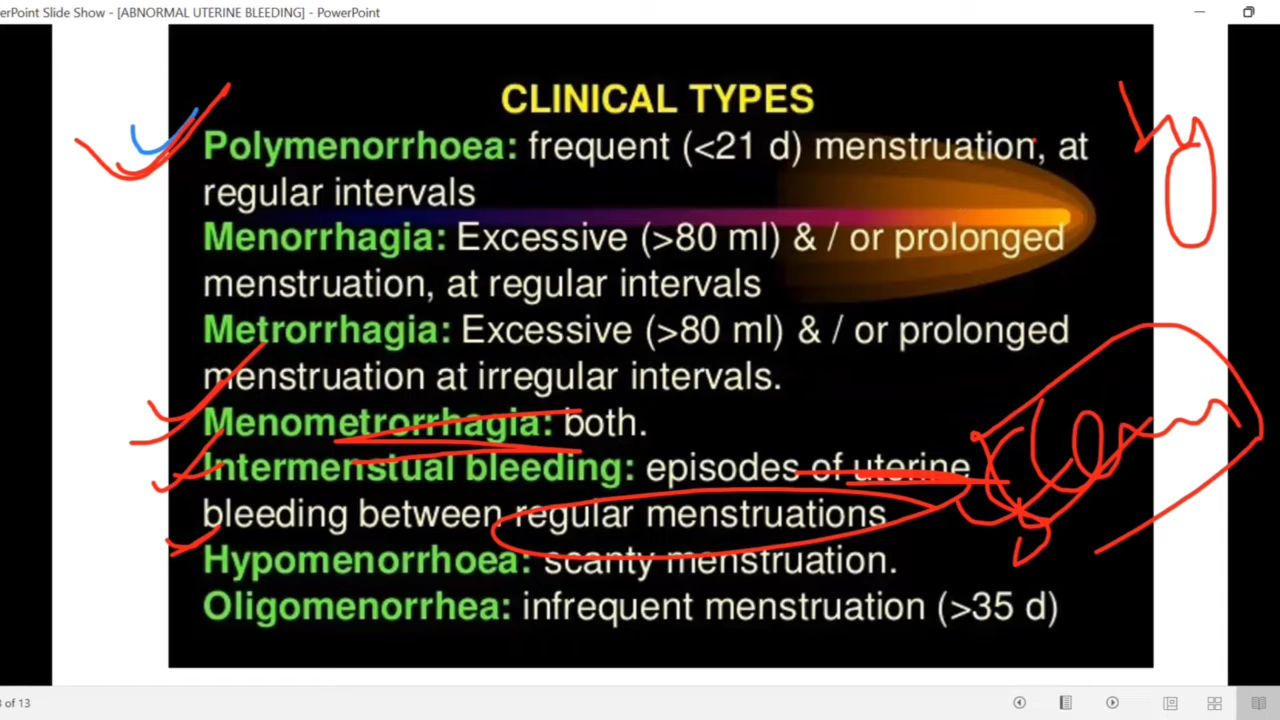 erPoint Slide Show - [ABNORMAL UTERINE BLEEDING] - PowerPoint
CLINICAL TYPES
Polymenorrhoea: frequent (<21 d) menstruation, at
regular intervals
Menorrhagia: Excessive (>80 ml) & / or prolonged
menstruation, at regular intervals
Metrorrhagia: Excessive (>80 ml) & / or prolonged
menstruation at irregular intervals.
Menometrorrhagia: both.
Intermenstual bleeding: episodes of uterine
bleeding between regular menstruations
Hypomenorrhoea: scanty menstruation.
Oligomenorrhea: infrequent menstruation (>35 d)
of 13